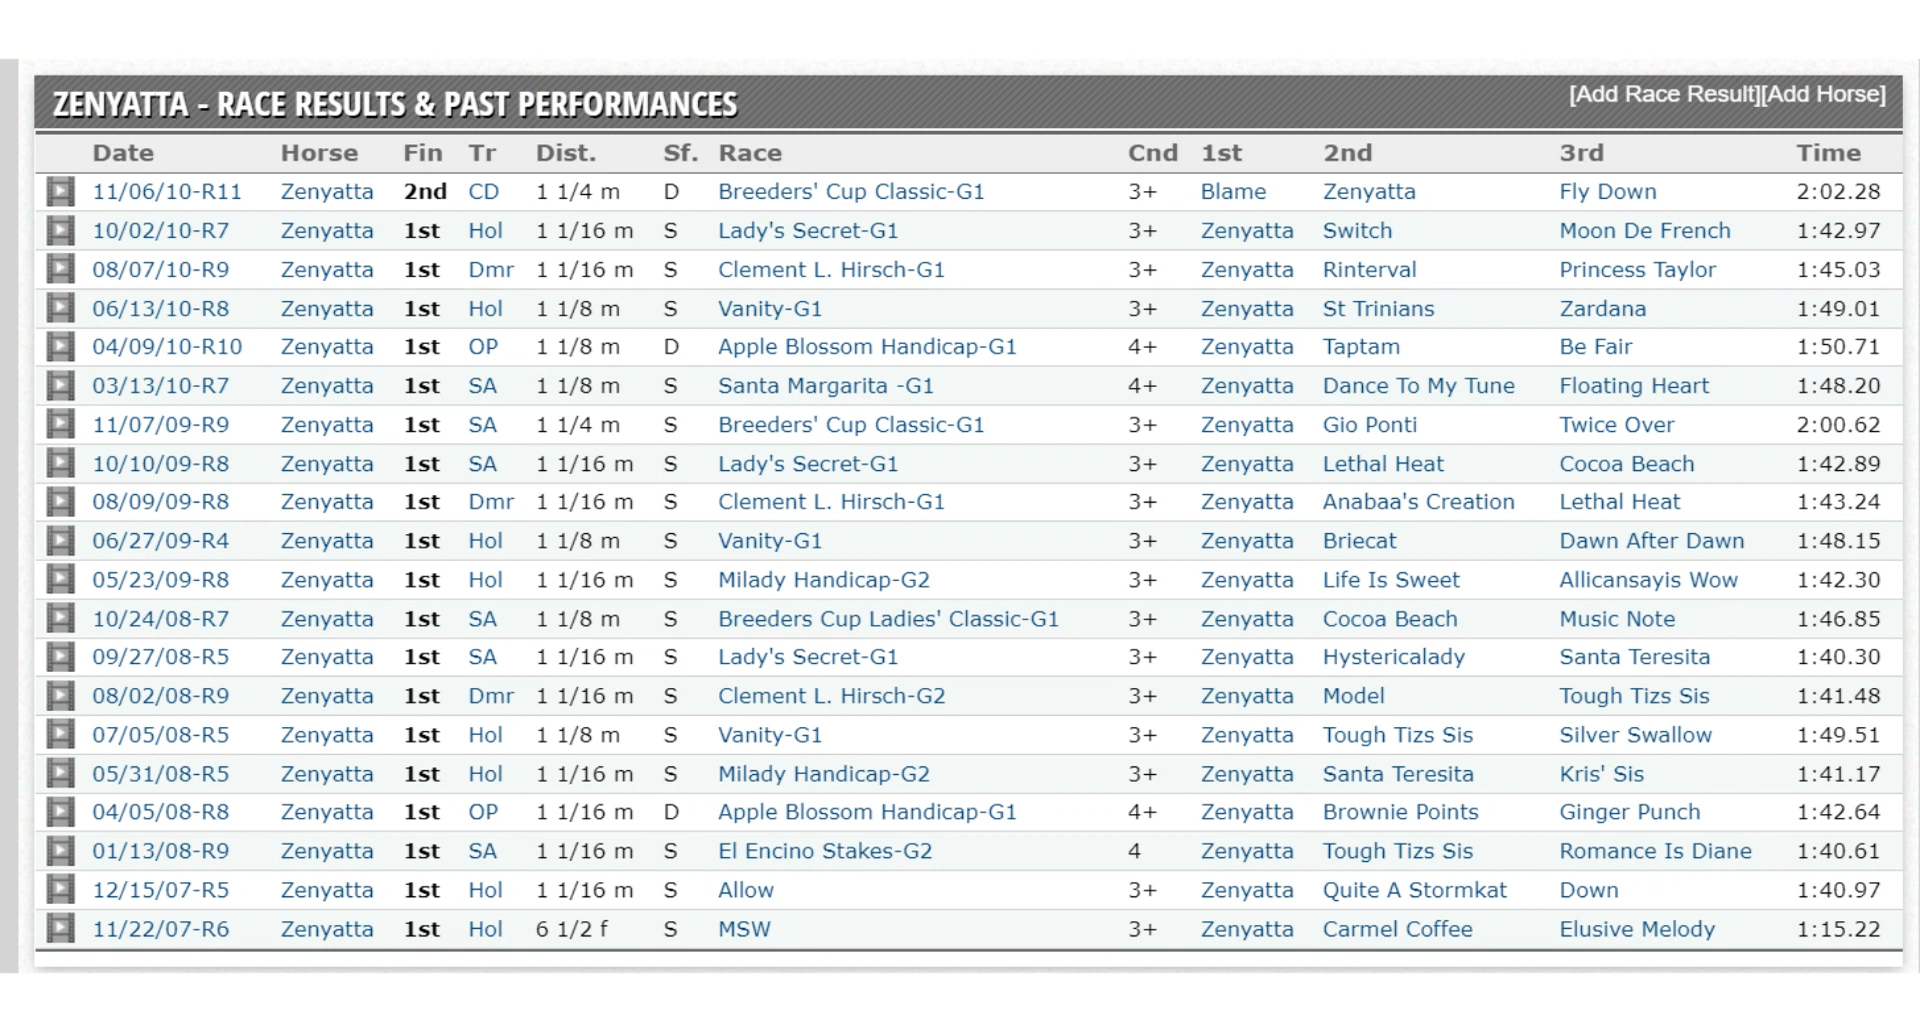 ZENYATTA - RACE RESULTS & PAST PERFORMANCES [Add Race Result][Add Horse]
Date Horse Fin Tr Dist. Sf. Race Cnd 1st 2nd 3rd Time
11/06/10-R11 Zenyatta 2nd CD 1 1/4 m D Breeders' Cup Classic-G1 3+ Blame Zenyatta Fly Down 2:02.28
10/02/10-R7 Zenyatta 1st Hol 1 1/16 m S Lady's Secret-G1 3+ Zenyatta Switch Moon De French 1:42.97
08/07/10-R9 Zenyatta 1st Dmr 1 1/16 m S Clement L. Hirsch-G1 3+ Zenyatta Rinterval Princess Taylor 1:45.03
06/13/10-R8 Zenyatta 1st Hol 1 1/8 m S Vanity-G1 3+ Zenyatta St Trinians Zardana 1:49.01
04/09/10-R10 Zenyatta 1st OP 1 1/8 m D Apple Blossom Handicap-G1 4+ Zenyatta Taptam Be Fair 1:50.71
03/13/10-R7 Zenyatta 1st SA 1 1/8 m S Santa Margarita -G1 4+ Zenyatta Dance To My Tune Floating Heart 1:48.20
11/07/09-R9 Zenyatta 1st SA 1 1/4 m S Breeders' Cup Classic-G1 3+ Zenyatta Gio Ponti Twice Over 2:00.62
10/10/09-R8 Zenyatta 1st SA 1 1/16 m S Lady's Secret-G1 3+ Zenyatta Lethal Heat Cocoa Beach 1:42.89
08/09/09-R8 Zenyatta 1st Dmr 1 1/16 m S Clement L. Hirsch-G1 3+ Zenyatta Anabaa's Creation Lethal Heat 1:43.24
06/27/09-R4 Zenyatta 1st Hol 1 1/8 m S Vanity-G1 3+ Zenyatta Briecat Dawn After Dawn 1:48.15
05/23/09-R8 Zenyatta 1st Hol 1 1/16 m S Milady Handicap-G2 3+ Zenyatta Life Is Sweet Allicansayis Wow 1:42.30
10/24/08-R7 Zenyatta 1st SA 1 1/8 m S Breeders Cup Ladies' Classic-G1 3+ Zenyatta Cocoa Beach Music Note 1:46.85
09/27/08-R5 Zenyatta 1st SA 1 1/16 m S Lady's Secret-G1 3+ Zenyatta Hystericalady Santa Teresita 1:40.30
08/02/08-R9 Zenyatta 1st Dmr 1 1/16 m S Clement L. Hirsch-G2 3+ Zenyatta Model Tough Tizs Sis 1:41.48
07/05/08-R5 Zenyatta 1st Hol 1 1/8 m S Vanity-G1 3+ Zenyatta Tough Tizs Sis Silver Swallow 1:49.51
05/31/08-R5 Zenyatta 1st Hol 1 1/16 m S Milady Handicap-G2 3+ Zenyatta Santa Teresita Kris' Sis 1:41.17
04/05/08-R8 Zenyatta 1st OP 1 1/16 m D Apple Blossom Handicap-G1 4+ Zenyatta Brownie Points Ginger Punch 1:42.64
01/13/08-R9 Zenyatta 1st SA 1 1/16 m S El Encino Stakes-G2 4 Zenyatta Tough Tizs Sis Romance Is Diane 1:40.61
12/15/07-R5 Zenyatta 1st Hol 1 1/16 m S Allow 3+ Zenyatta Quite A Stormkat Down 1:40.97
11/22/07-R6 Zenyatta 1st Hol 6 1/2 f S MSW 3+ Zenyatta Carmel Coffee Elusive Melody 1:15.22